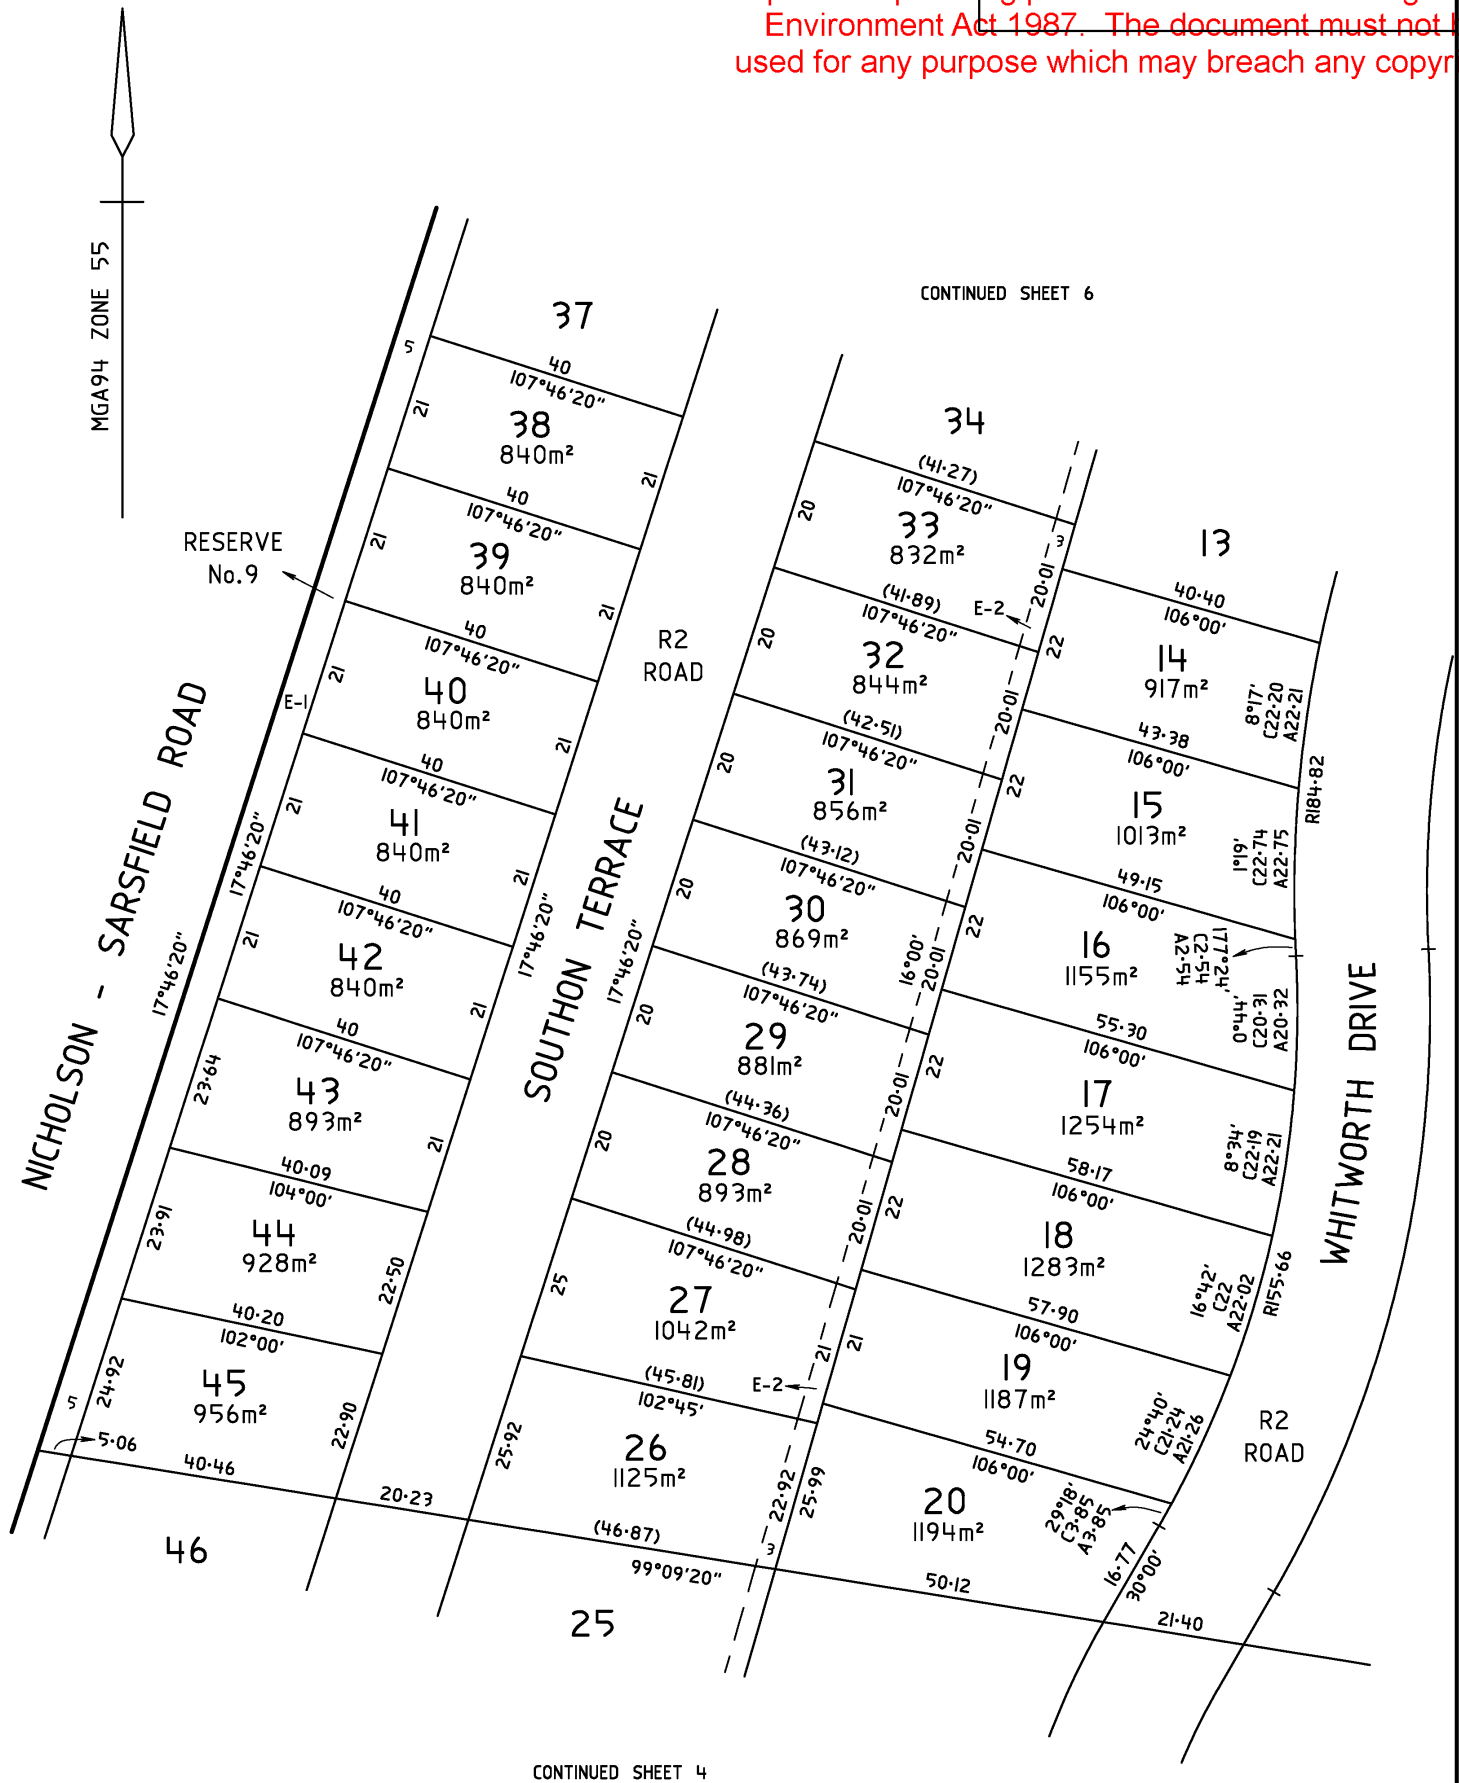 Environment Act 1987. The document must not
used for any purpose which may breach any copyr
MGA94 ZONE 55
CONTINUED SHEET 6
37
5
40
107°46'20"
38
840m²
21
21
40
107°46'20"
39
840m²
21
21
RESERVE
No.9
40
107°46'20"
40
840m²
21
21
E-1
40
107°46'20"
41
840m²
21
21
17°46'20"
40
107°46'20"
42
840m²
21
21
17°46'20"
17°46'20"
40
107°46'20"
43
893m²
23·64
21
40·09
104°00'
44
928m²
23·91
22·50
40·20
102°00'
45
956m²
24·92
22·90
5
5·06
40·46
46
NICHOLSON - SARSFIELD ROAD
R2
ROAD
SOUTHON TERRACE
17°46'20"
20·23
34
(41·27)
107°46'20"
33
832m²
20
3
20·01
(41·89)
107°46'20"
E-2
32
844m²
20
20·01
(42·51)
107°46'20"
31
856m²
20
20·01
(43·12)
107°46'20"
30
869m²
20
16°00'
20·01
(43·74)
107°46'20"
29
881m²
20
20·01
(44·36)
107°46'20"
28
893m²
20
20·01
(44·98)
107°46'20"
27
1042m²
25
21
(45·81)
102°45'
E-2
26
1125m²
25·92
22·92
3
(46·87)
99°09'20"
25
13
40·40
106°00'
14
917m²
22
8°17'
C22·20
A22·21
43·38
106°00'
R184·82
15
1013m²
22
1°19'
C22·74
A22·75
49·15
106°00'
16
1155m²
22
177°24'
C2·54
A2·54
0°44'
C20·31
A20·32
55·30
106°00'
17
1254m²
22
8°34'
C22·19
A22·21
58·17
106°00'
18
1283m²
22
16°42'
C22
A22·02
R155·66
57·90
106°00'
19
1187m²
21
24°40'
C21·24
A21·26
54·70
106°00'
20
1194m²
25·99
29°18'
C3·85
A3·85
16·77
30°00'
50·12
21·40
WHITWORTH DRIVE
R2
ROAD
CONTINUED SHEET 4